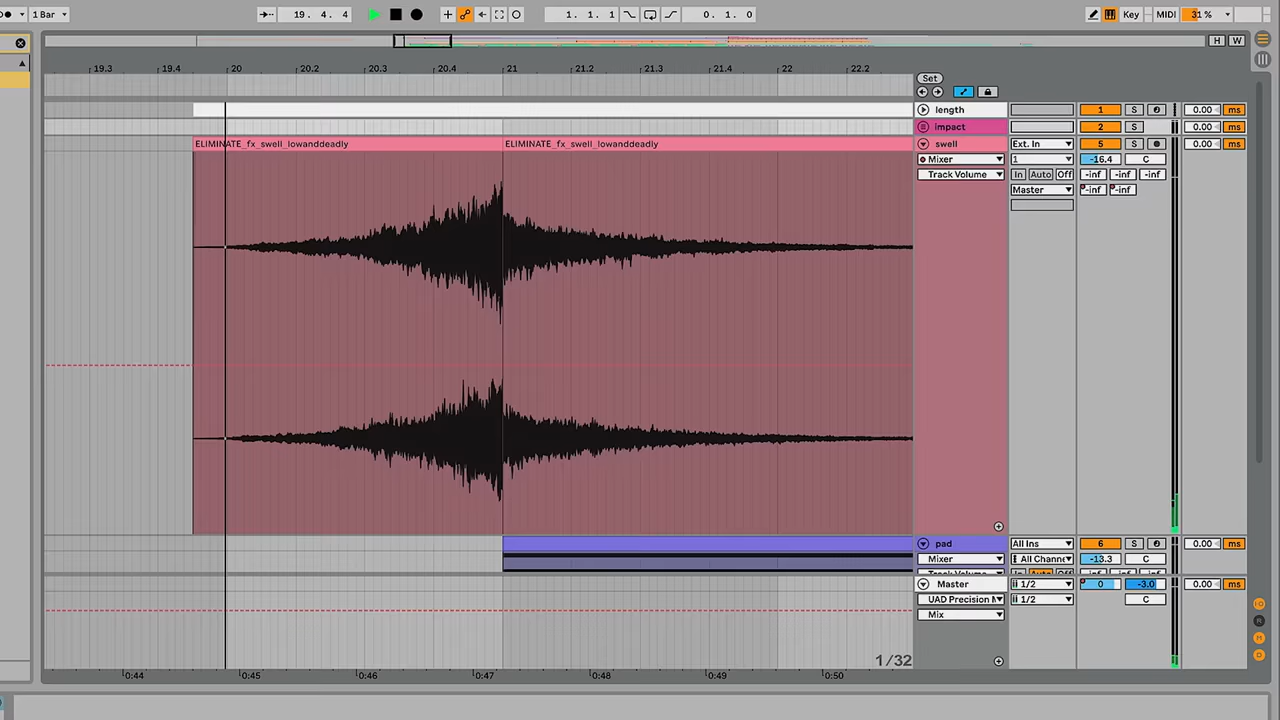 1 Bar 19. 4. 4 1. 1. 1 0. 1. 0 Key MIDI 31 %
H W
19.3 19.4 20 20.2 20.3 20.4 21 21.2 21.3 21.4 22 22.2
Set
length 1 S 0.00 ms
impact 2 S 0.00 ms
ELIMINATE_fx_swell_lowanddeadly ELIMINATE_fx_swell_lowanddeadly swell Ext. In 5 S 0.00 ms
Mixer 1 -16.4 C
Track Volume In Auto Off -inf -inf -inf
Master -inf -inf
pad All Ins 6 S 0.00 ms
Mixer All Channe -13.3 C
Master 1/2 0 -3.0 0.00 ms
UAD Precision M 1/2 C
Mix
1/32
0:44 0:45 0:46 0:47 0:48 0:49 0:50